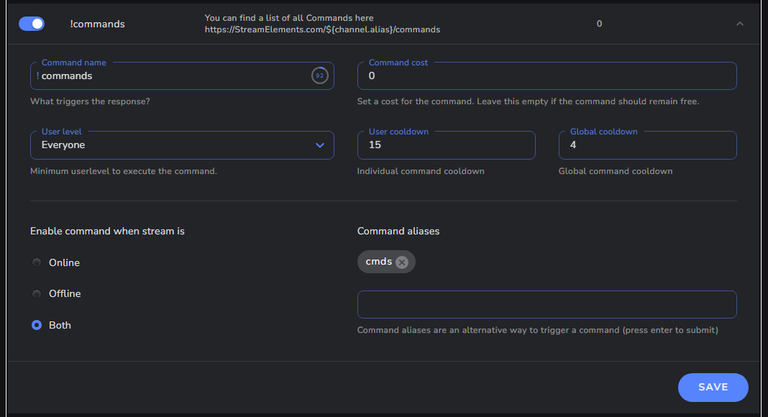 !commands
You can find a list of all Commands here
https://StreamElements.com/${channel.alias}/commands
0
Command name
! commands
92
What triggers the response?
Command cost
0
Set a cost for the command. Leave this empty if the command should remain free.
User level
Everyone
Minimum userlevel to execute the command.
User cooldown
15
Individual command cooldown
Global cooldown
4
Global command cooldown
Enable command when stream is
Online
Offline
Both
Command aliases
cmds
Command aliases are an alternative way to trigger a command (press enter to submit)
SAVE